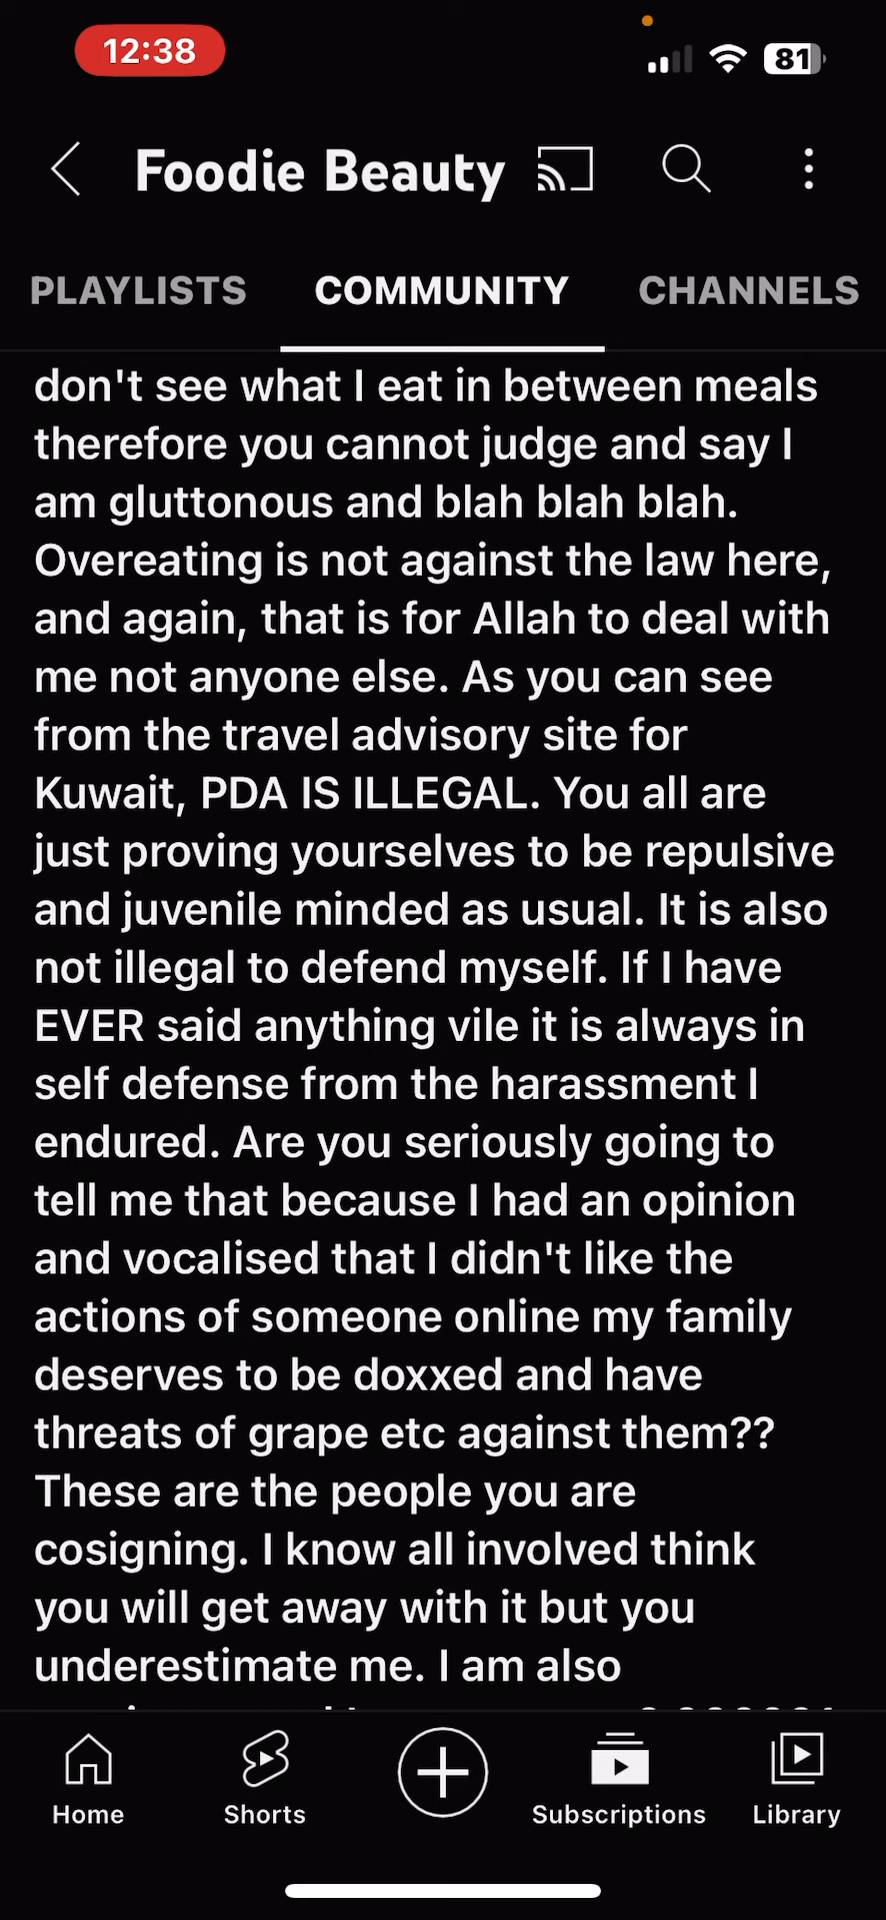 12:38
81
Foodie Beauty
PLAYLISTS COMMUNITY CHANNELS
don't see what I eat in between meals
therefore you cannot judge and say I
am gluttonous and blah blah blah.
Overeating is not against the law here,
and again, that is for Allah to deal with
me not anyone else. As you can see
from the travel advisory site for
Kuwait, PDA IS ILLEGAL. You all are
just proving yourselves to be repulsive
and juvenile minded as usual. It is also
not illegal to defend myself. If I have
EVER said anything vile it is always in
self defense from the harassment I
endured. Are you seriously going to
tell me that because I had an opinion
and vocalised that I didn't like the
actions of someone online my family
deserves to be doxxed and have
threats of grape etc against them??
These are the people you are
cosigning. I know all involved think
you will get away with it but you
underestimate me. I am also
Home Shorts Subscriptions Library